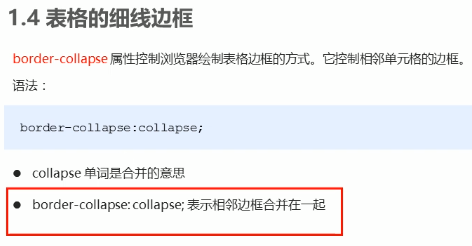 1.4 表格的细线边框
border-collapse 属性控制浏览器绘制表格边框的方式。它控制相邻单元格的边框。
语法：
border-collapse:collapse;
● collapse 单词是合并的意思
● border-collapse: collapse; 表示相邻边框合并在一起